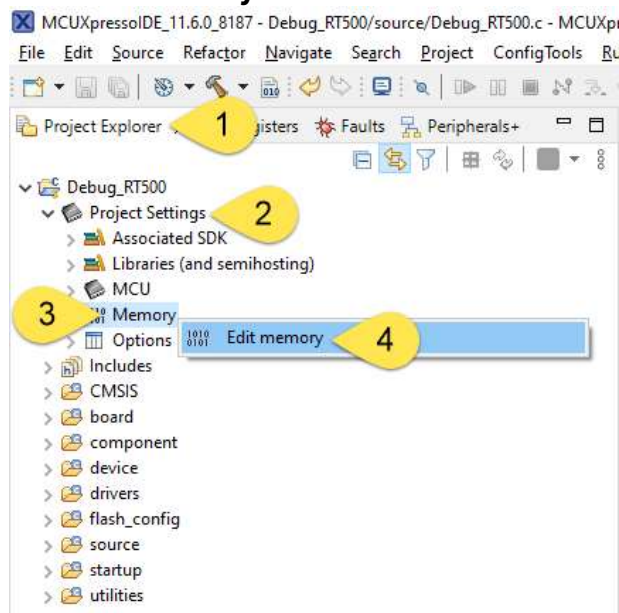 MCUXpressoIDE_11.6.0_8187 - Debug_RT500/source/Debug_RT500.c - MCUXp
File Edit Source Refactor Navigate Search Project ConfigTools Ru
Project Explorer 1 isters Faults Peripherals+
Debug_RT500
Project Settings 2
Associated SDK
Libraries (and semihosting)
MCU
3 Memory
Options Edit memory 4
Includes
CMSIS
board
component
device
drivers
flash_config
source
startup
utilities